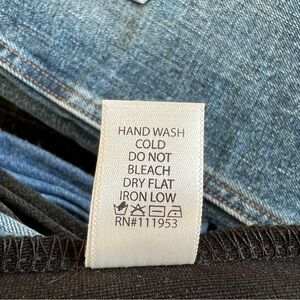 HAND WASH
COLD
DO NOT
BLEACH
DRY FLAT
IRON LOW
RN#111953